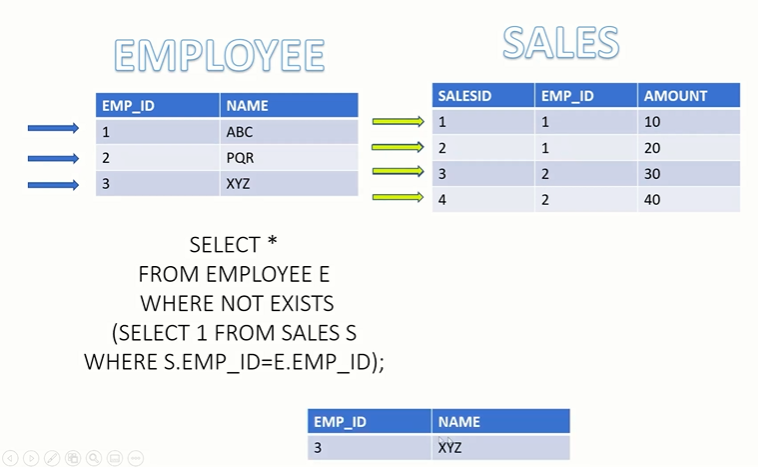 EMPLOYEE
EMP_ID NAME
1 ABC
2 PQR
3 XYZ
SALES
SALESID EMP_ID AMOUNT
1 1 10
2 1 20
3 2 30
4 2 40
SELECT *
FROM EMPLOYEE E
WHERE NOT EXISTS
(SELECT 1 FROM SALES S
WHERE S.EMP_ID=E.EMP_ID);
EMP_ID NAME
3 XYZ